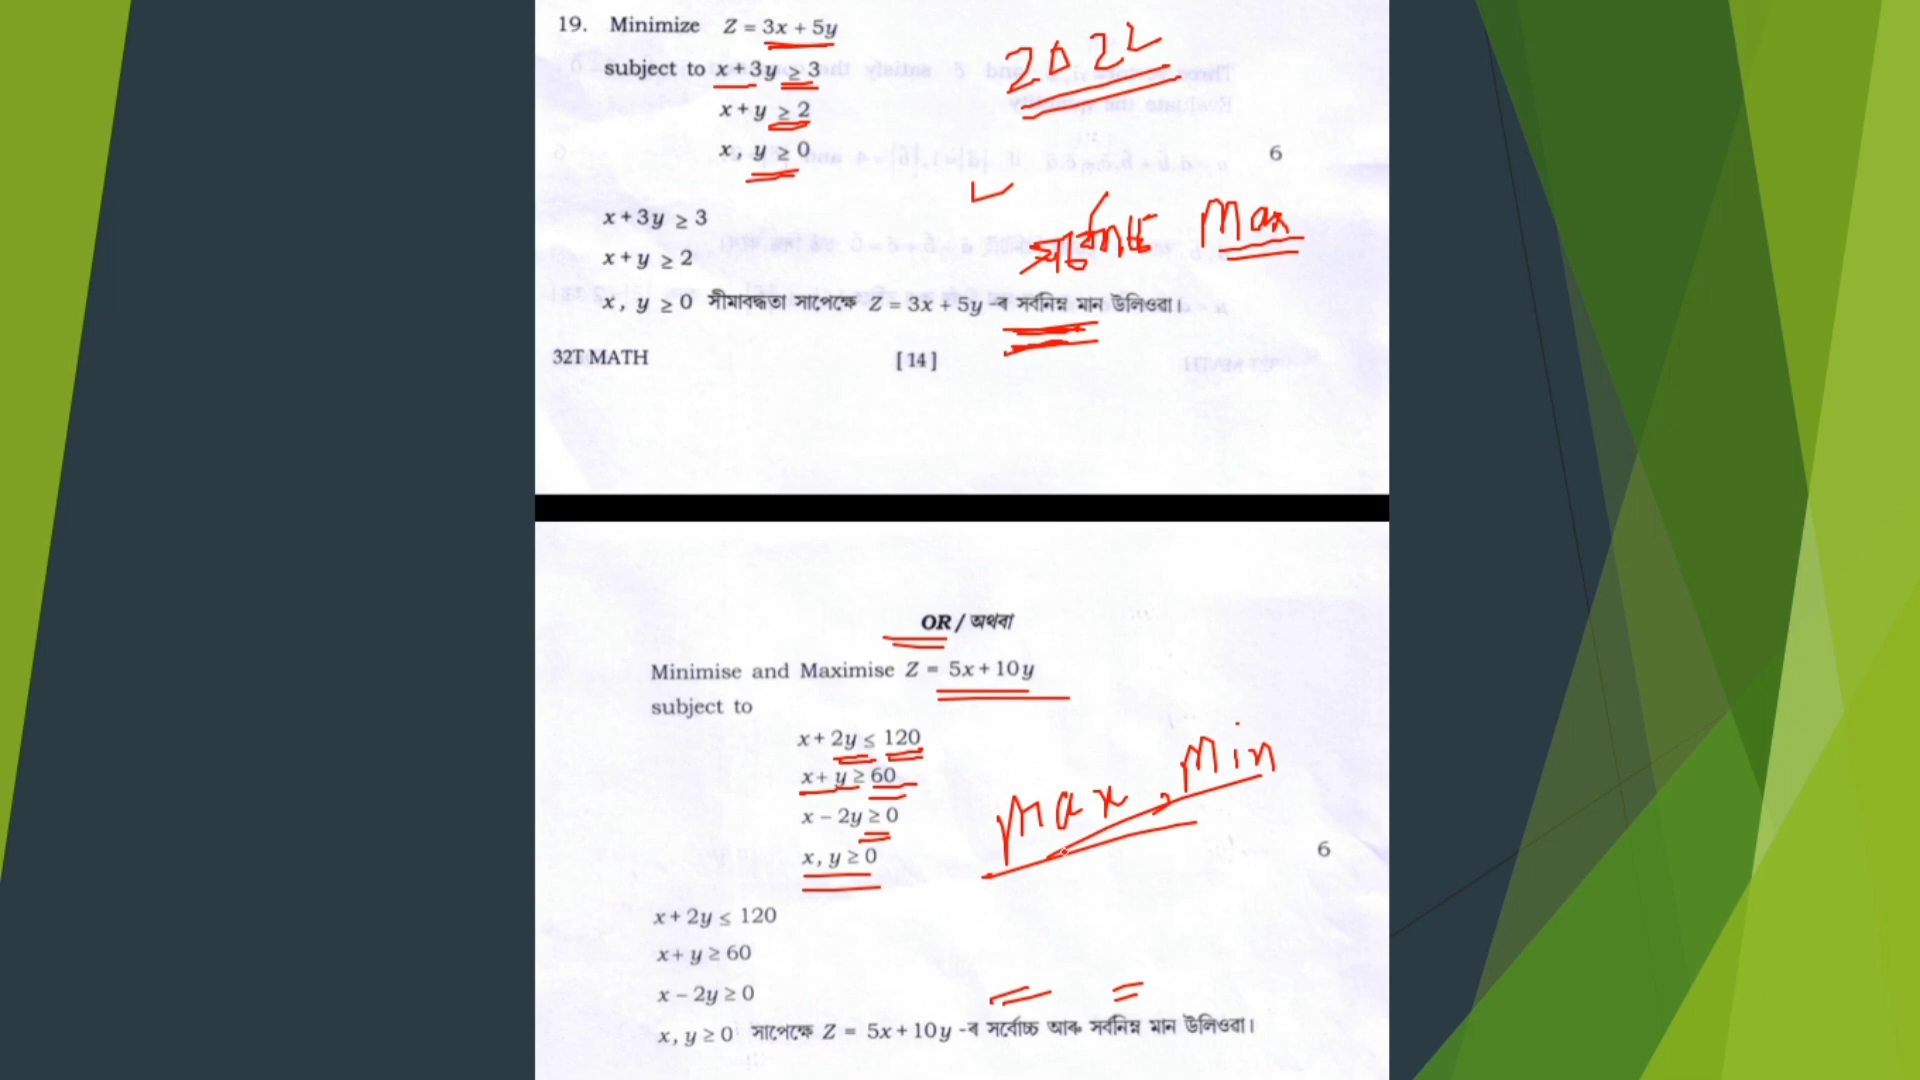 19. Minimize Z = 3x + 5y
subject to x + 3y ≥ 3
x + y ≥ 2
x, y ≥ 0
6
2022
x + 3y ≥ 3
x + y ≥ 2
x, y ≥ 0 সীমাবদ্ধতা সাপেক্ষে Z = 3x + 5y -ৰ সৰ্বনিম্ন মান উলিওৱা।
Max
32T MATH [ 14 ]
OR / অথবা
Minimise and Maximise Z = 5x + 10y
subject to
x + 2y ≤ 120
x + y ≥ 60
x − 2y ≥ 0
x, y ≥ 0
6
Max, Min
x + 2y ≤ 120
x + y ≥ 60
x − 2y ≥ 0
x, y ≥ 0 সাপেক্ষে Z = 5x + 10y -ৰ সৰ্বোচ্চ আৰু সৰ্বনিম্ন মান উলিওৱা।